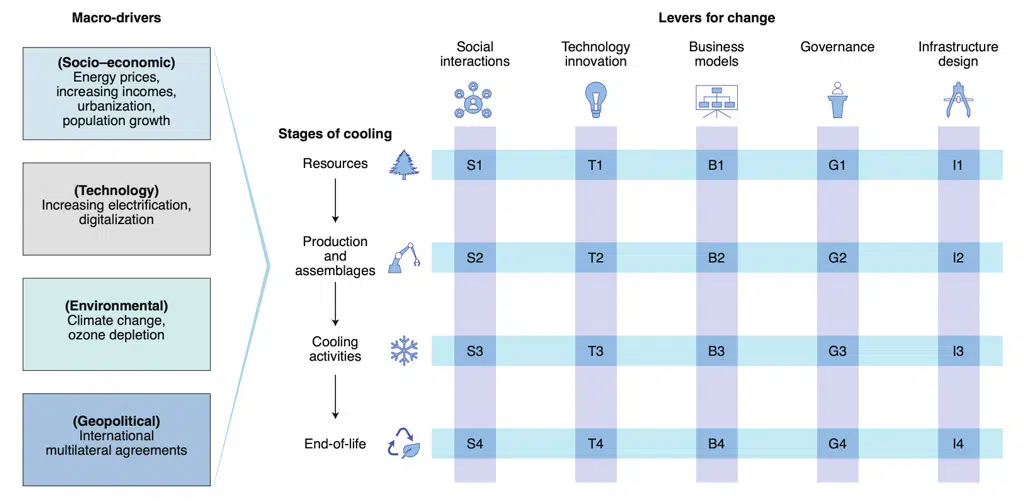 Macro-drivers
(Socio–economic)
Energy prices,
increasing incomes,
urbanization,
population growth
(Technology)
Increasing electrification,
digitalization
(Environmental)
Climate change,
ozone depletion
(Geopolitical)
International
multilateral agreements
Levers for change
Social
interactions
Technology
innovation
Business
models
Governance
Infrastructure
design
Stages of cooling
Resources
S1 T1 B1 G1 I1
Production
and
assemblages
S2 T2 B2 G2 I2
Cooling
activities
S3 T3 B3 G3 I3
End-of-life
S4 T4 B4 G4 I4